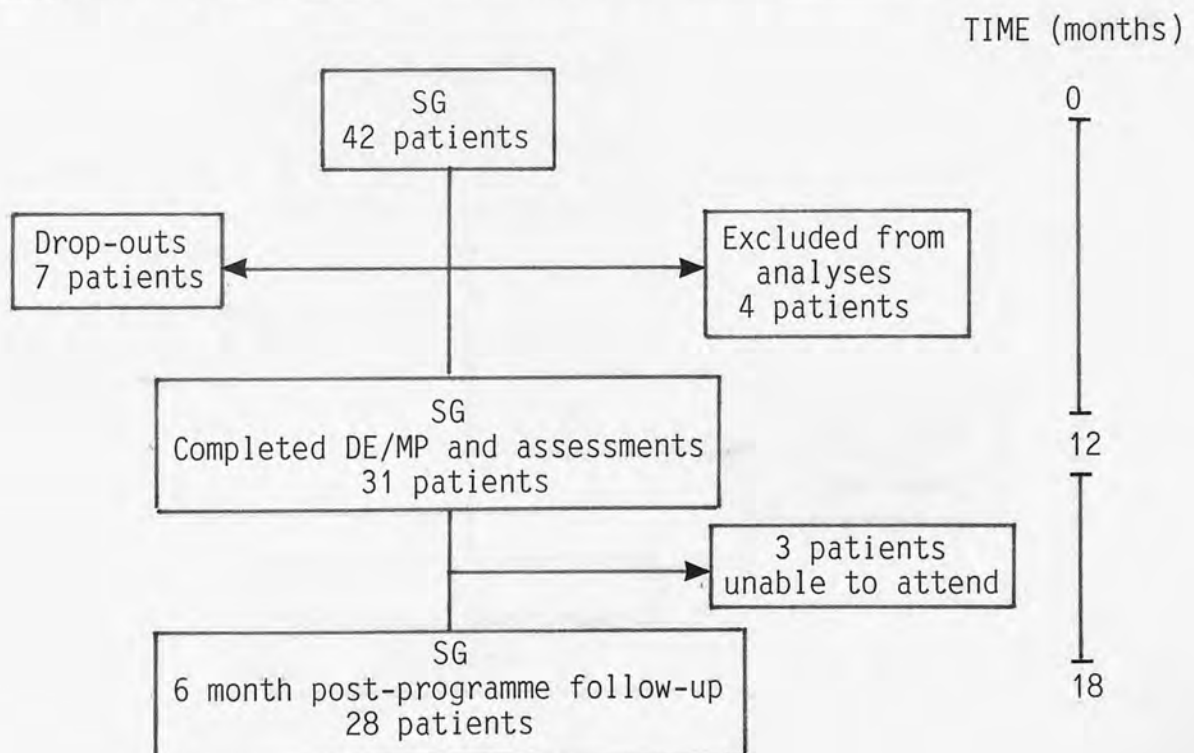 TIME (months)
SG
42 patients
0
Drop-outs
7 patients
Excluded from
analyses
4 patients
SG
Completed DE/MP and assessments
31 patients
12
3 patients
unable to attend
SG
6 month post-programme follow-up
28 patients
18